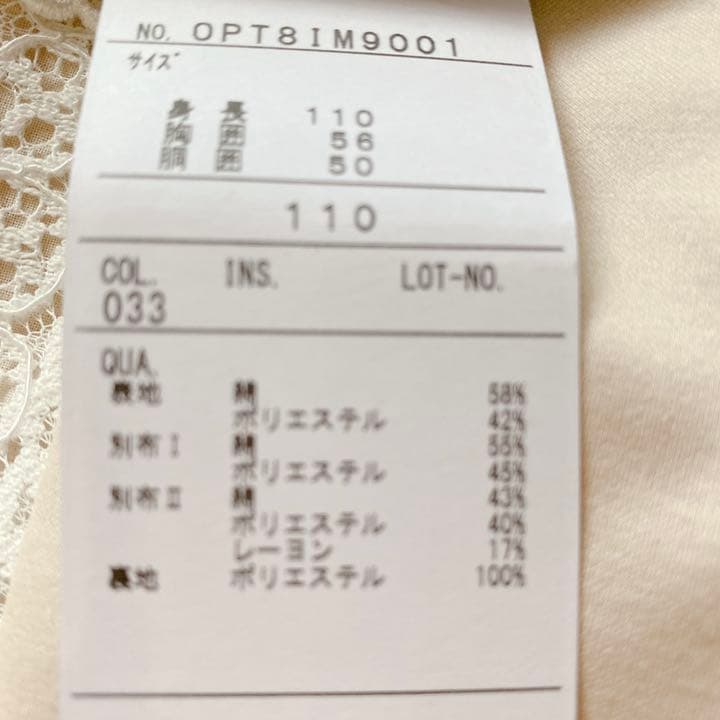 NO. OPT8IM9001
サイズ
身長 110
胸囲 56
胴囲 50
110
COL. INS. LOT-NO.
033
QUA.
表地 綿 58%
ポリエステル 42%
別布I 綿 55%
ポリエステル 45%
別布II 綿 43%
ポリエステル 40%
レーヨン 17%
裏地 ポリエステル 100%